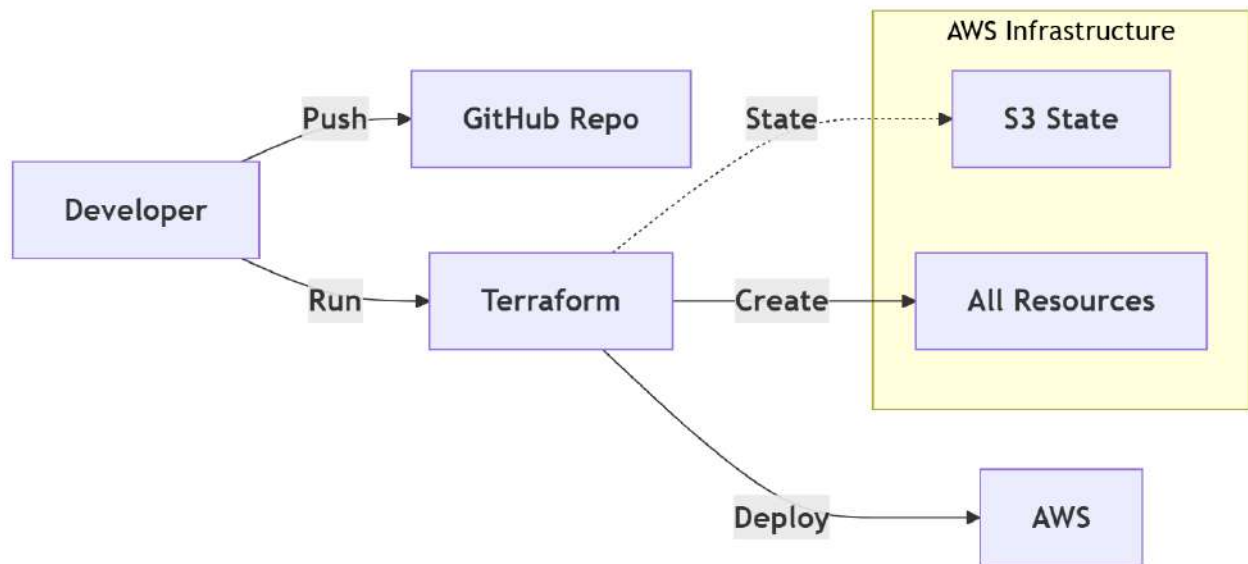 AWS Infrastructure
Push
GitHub Repo
State
S3 State
Developer
Run
Terraform
Create
All Resources
Deploy
AWS